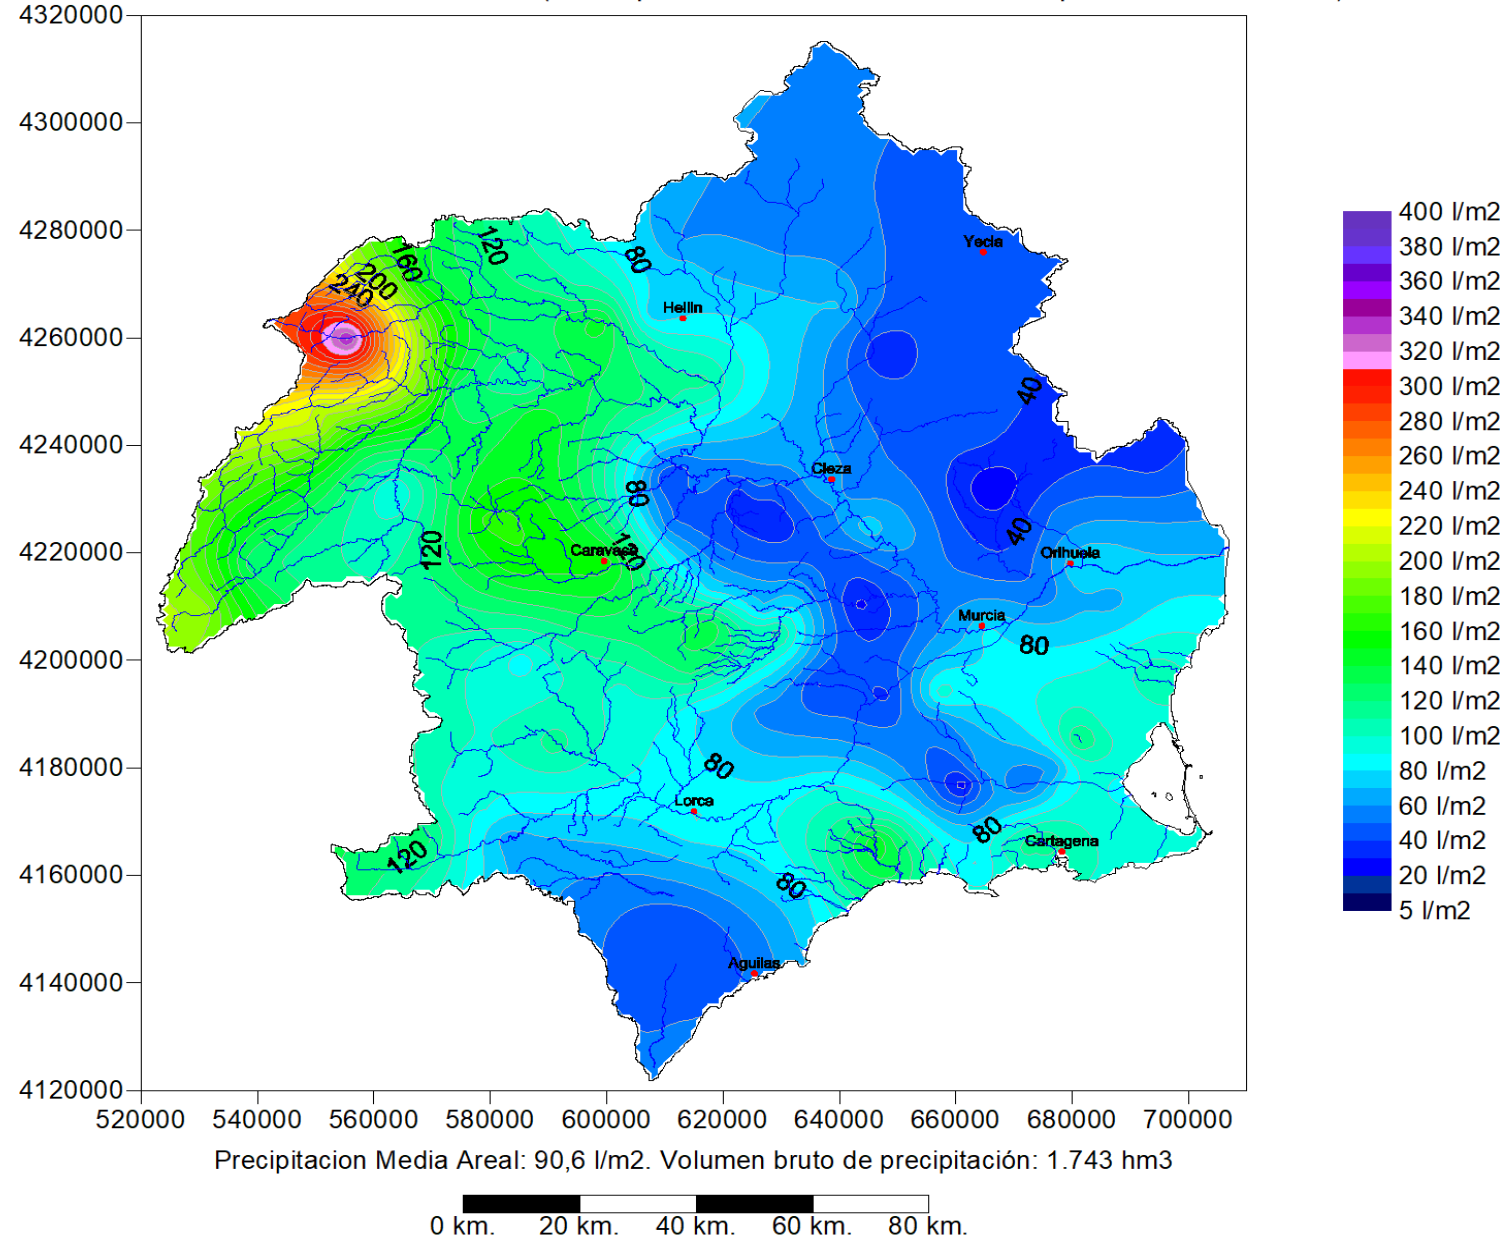 4320000
4300000
4280000
4260000
4240000
4220000
4200000
4180000
4160000
4140000
4120000
520000 540000 560000 580000 600000 620000 640000 660000 680000 700000
120
160
200
240
80
Yecla
Hellin
40
Cieza
80
120
Caravaca
120
40
Orihuela
Murcia
80
80
Lorca
80
Cartagena
120
80
Aguilas
400 l/m2
380 l/m2
360 l/m2
340 l/m2
320 l/m2
300 l/m2
280 l/m2
260 l/m2
240 l/m2
220 l/m2
200 l/m2
180 l/m2
160 l/m2
140 l/m2
120 l/m2
100 l/m2
80 l/m2
60 l/m2
40 l/m2
20 l/m2
5 l/m2
Precipitacion Media Areal: 90,6 l/m2. Volumen bruto de precipitación: 1.743 hm3
0 km. 20 km. 40 km. 60 km. 80 km.